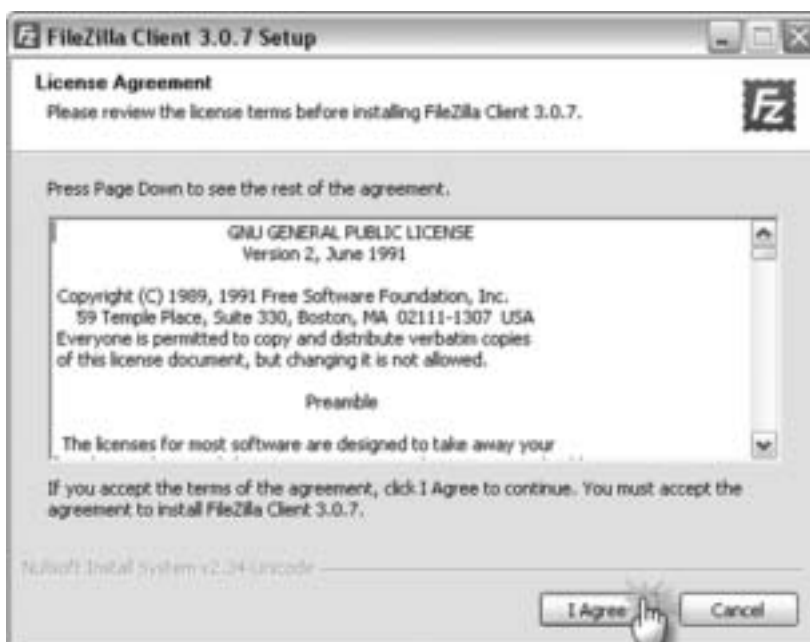 FileZilla Client 3.0.7 Setup
License Agreement
Please review the license terms before installing FileZilla Client 3.0.7.
Fz
Press Page Down to see the rest of the agreement.
GNU GENERAL PUBLIC LICENSE
Version 2, June 1991
Copyright (C) 1989, 1991 Free Software Foundation, Inc.
59 Temple Place, Suite 330, Boston, MA 02111-1307 USA
Everyone is permitted to copy and distribute verbatim copies
of this license document, but changing it is not allowed.
Preamble
The licenses for most software are designed to take away your
If you accept the terms of the agreement, click I Agree to continue. You must accept the
agreement to install FileZilla Client 3.0.7.
Nullsoft Install System v2.34-Unicode
I Agree
Cancel